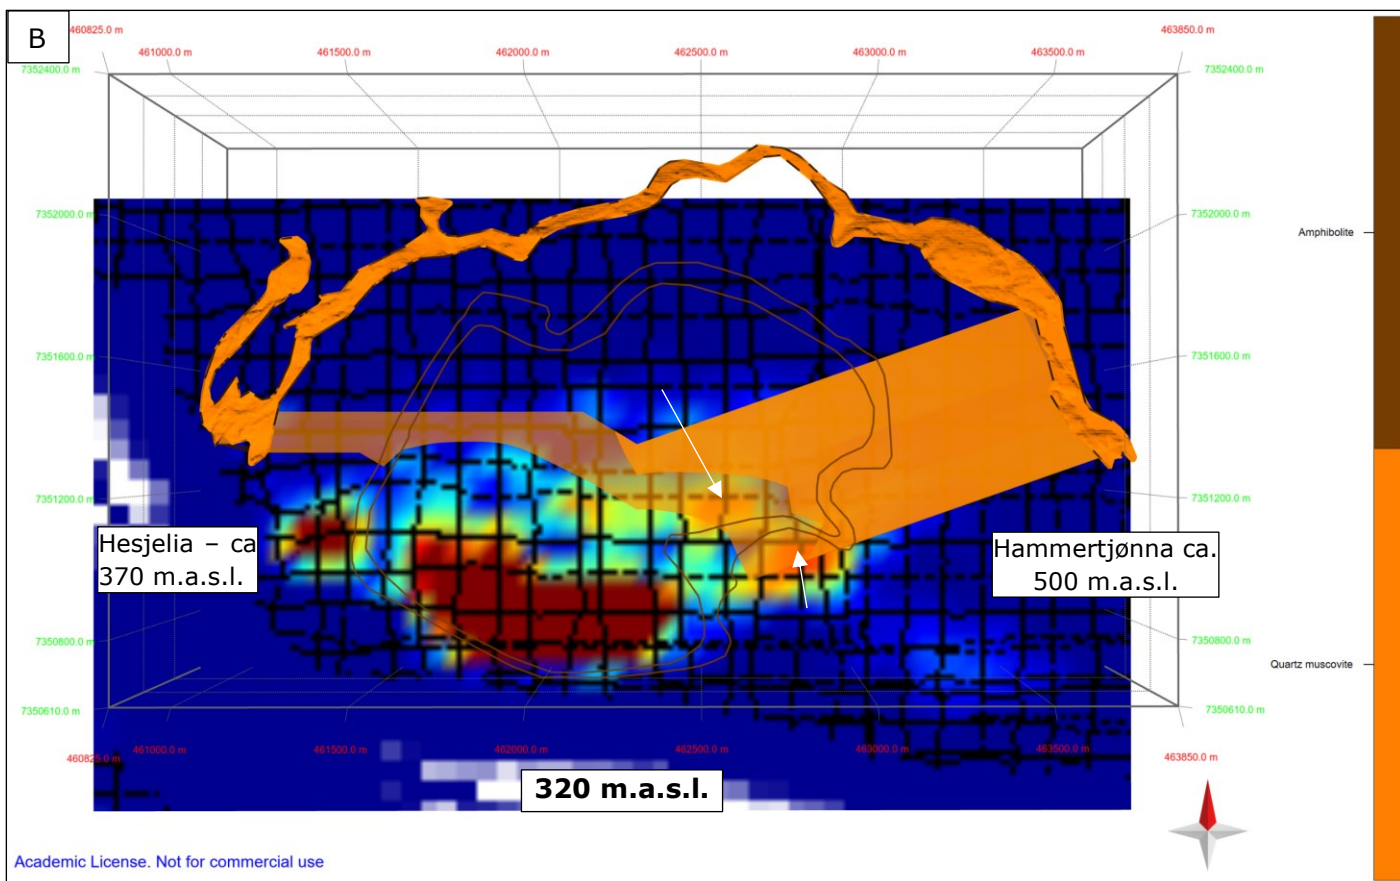 B
460825.0 m
461000.0 m
461500.0 m
462000.0 m
462500.0 m
463000.0 m
463500.0 m
463850.0 m
7352400.0 m
7352400.0 m
7352000.0 m
7352000.0 m
Amphibolite
7351600.0 m
7351600.0 m
7351200.0 m
7351200.0 m
Hesjelia – ca
370 m.a.s.l.
Hammertjønna ca.
500 m.a.s.l.
7350800.0 m
7350800.0 m
Quartz muscovite
7350610.0 m
7350610.0 m
460825.0 m
461000.0 m
461500.0 m
462000.0 m
462500.0 m
463000.0 m
463500.0 m
463850.0 m
320 m.a.s.l.
Academic License. Not for commercial use